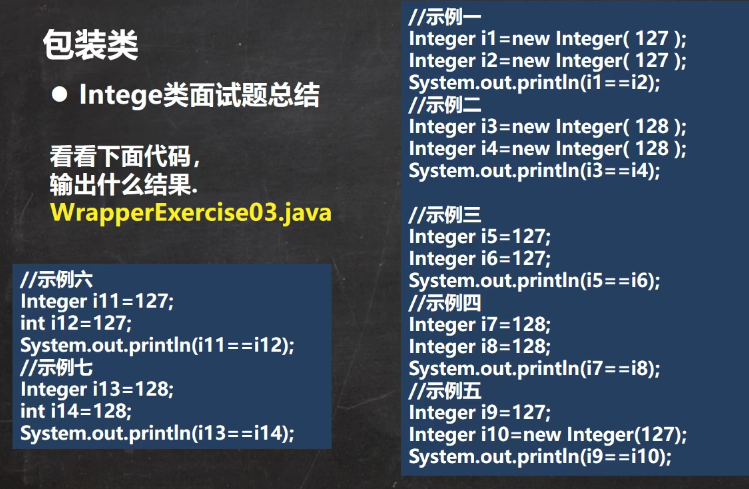 包装类
● Intege类面试题总结
看看下面代码，
输出什么结果.
WrapperExercise03.java
//示例一
Integer i1=new Integer( 127 );
Integer i2=new Integer( 127 );
System.out.println(i1==i2);
//示例二
Integer i3=new Integer( 128 );
Integer i4=new Integer( 128 );
System.out.println(i3==i4);
//示例三
Integer i5=127;
Integer i6=127;
System.out.println(i5==i6);
//示例四
Integer i7=128;
Integer i8=128;
System.out.println(i7==i8);
//示例五
Integer i9=127;
Integer i10=new Integer(127);
System.out.println(i9==i10);
//示例六
Integer i11=127;
int i12=127;
System.out.println(i11==i12);
//示例七
Integer i13=128;
int i14=128;
System.out.println(i13==i14);